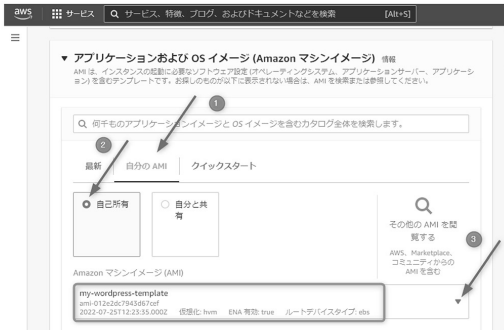 aws
サービス
サービス、特徴、ブログ、およびドキュメントなどを検索
[Alt+S]
アプリケーションおよび OS イメージ (Amazon マシンイメージ) 情報
AMI は、インスタンスの起動に必要なソフトウェア設定 (オペレーティングシステム、アプリケーションサーバー、アプリケーシ
ョン) を含むテンプレートです。お探しのものが以下に表示されない場合は、AMI を検索または参照してください。
1
何千ものアプリケーションイメージと OS イメージを含むカタログ全体を検索します。
2
最新
自分の AMI
クイックスタート
自己所有
自分と共
有
その他の AMI を閲
覧する
3
AWS、Marketplace、
コミュニティからの
AMI を含む
Amazon マシンイメージ (AMI)
my-wordpress-template
ami-012e2dc7943d67cef
2022-07-25T12:23:35.000Z 仮想化: hvm ENA 有効: true ルートデバイスタイプ: ebs